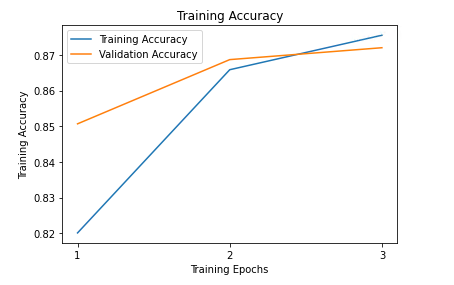 Training Accuracy
Training Accuracy
Validation Accuracy
0.87
0.86
0.85
0.84
0.83
0.82
Training Accuracy
1
2
3
Training Epochs